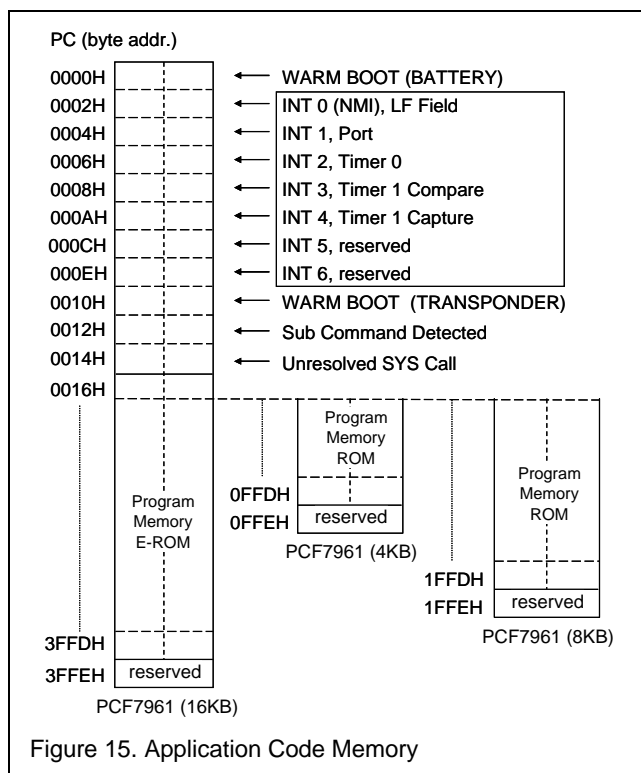 PC (byte addr.)
0000H WARM BOOT (BATTERY)
0002H INT 0 (NMI), LF Field
0004H INT 1, Port
0006H INT 2, Timer 0
0008H INT 3, Timer 1 Compare
000AH INT 4, Timer 1 Capture
000CH INT 5, reserved
000EH INT 6, reserved
0010H WARM BOOT (TRANSPONDER)
0012H Sub Command Detected
0014H Unresolved SYS Call
0016H
Program
Memory
E-ROM
3FFDH
3FFEH reserved
PCF7961 (16KB)
Program
Memory
ROM
0FFDH
0FFEH reserved
PCF7961 (4KB)
Program
Memory
ROM
1FFDH
1FFEH reserved
PCF7961 (8KB)
Figure 15. Application Code Memory